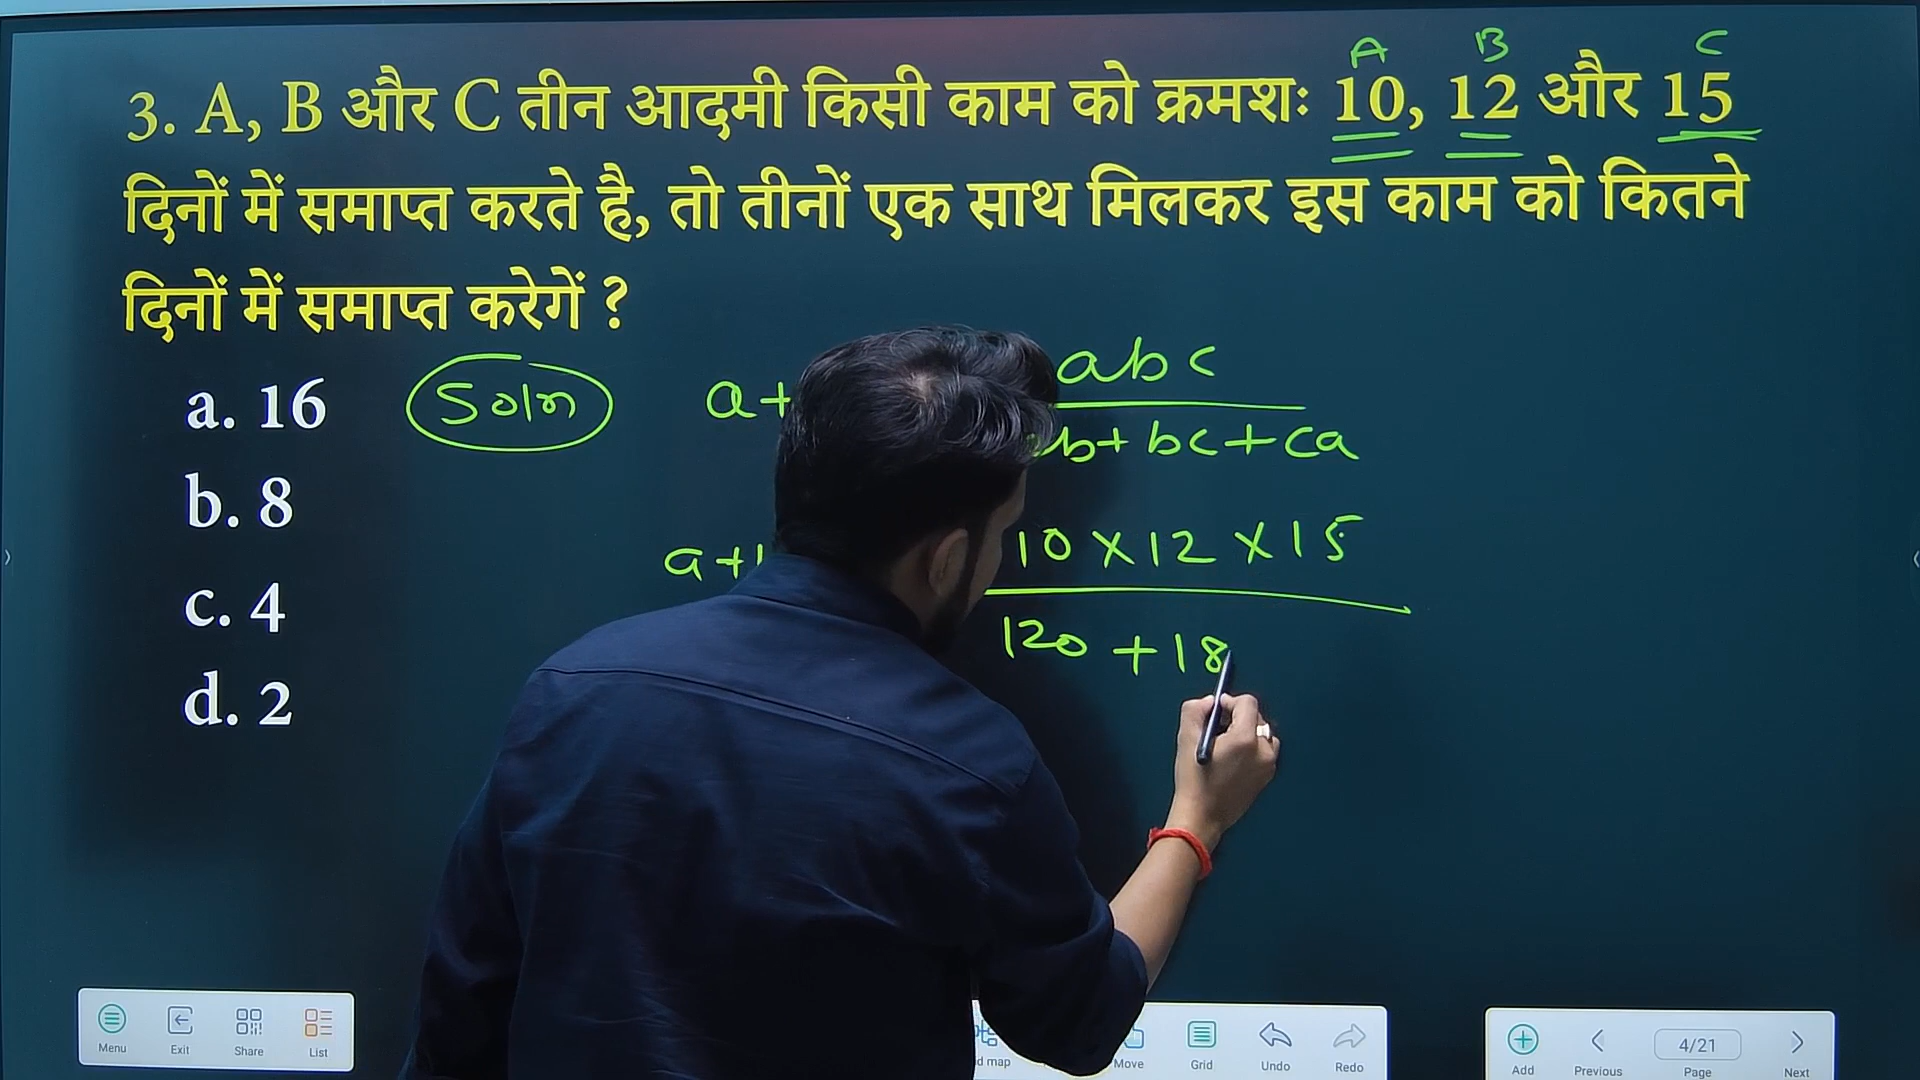 A B C
3. A, B और C तीन आदमी किसी काम को क्रमशः 10, 12 और 15
दिनों में समाप्त करते है, तो तीनों एक साथ मिलकर इस काम को कितने
दिनों में समाप्त करेगें ?
a. 16
b. 8
c. 4
d. 2
Soln
a+ abc
b+bc+ca
a+ 10×12×15
120 + 18
Menu Exit Share List
d map Move Grid Undo Redo
Add Previous 4/21 Page Next